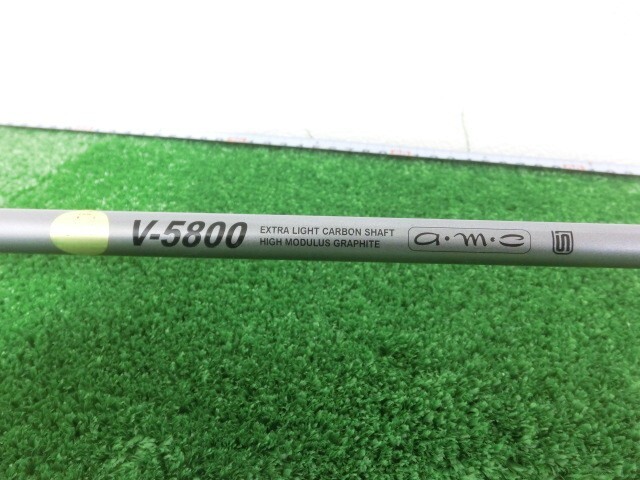 V-5800
EXTRA LIGHT CARBON SHAFT
HIGH MODULUS GRAPHITE
a·m·c
S